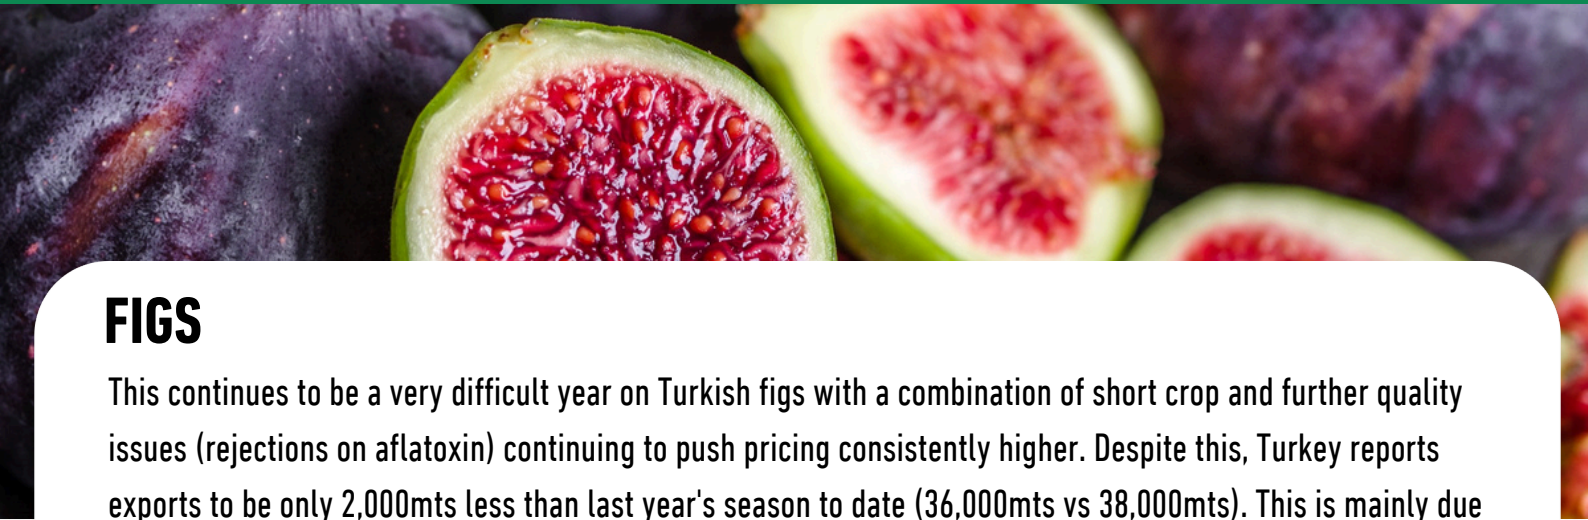 FIGS
This continues to be a very difficult year on Turkish figs with a combination of short crop and further quality
issues (rejections on aflatoxin) continuing to push pricing consistently higher. Despite this, Turkey reports
exports to be only 2,000mts less than last year's season to date (36,000mts vs 38,000mts). This is mainly due